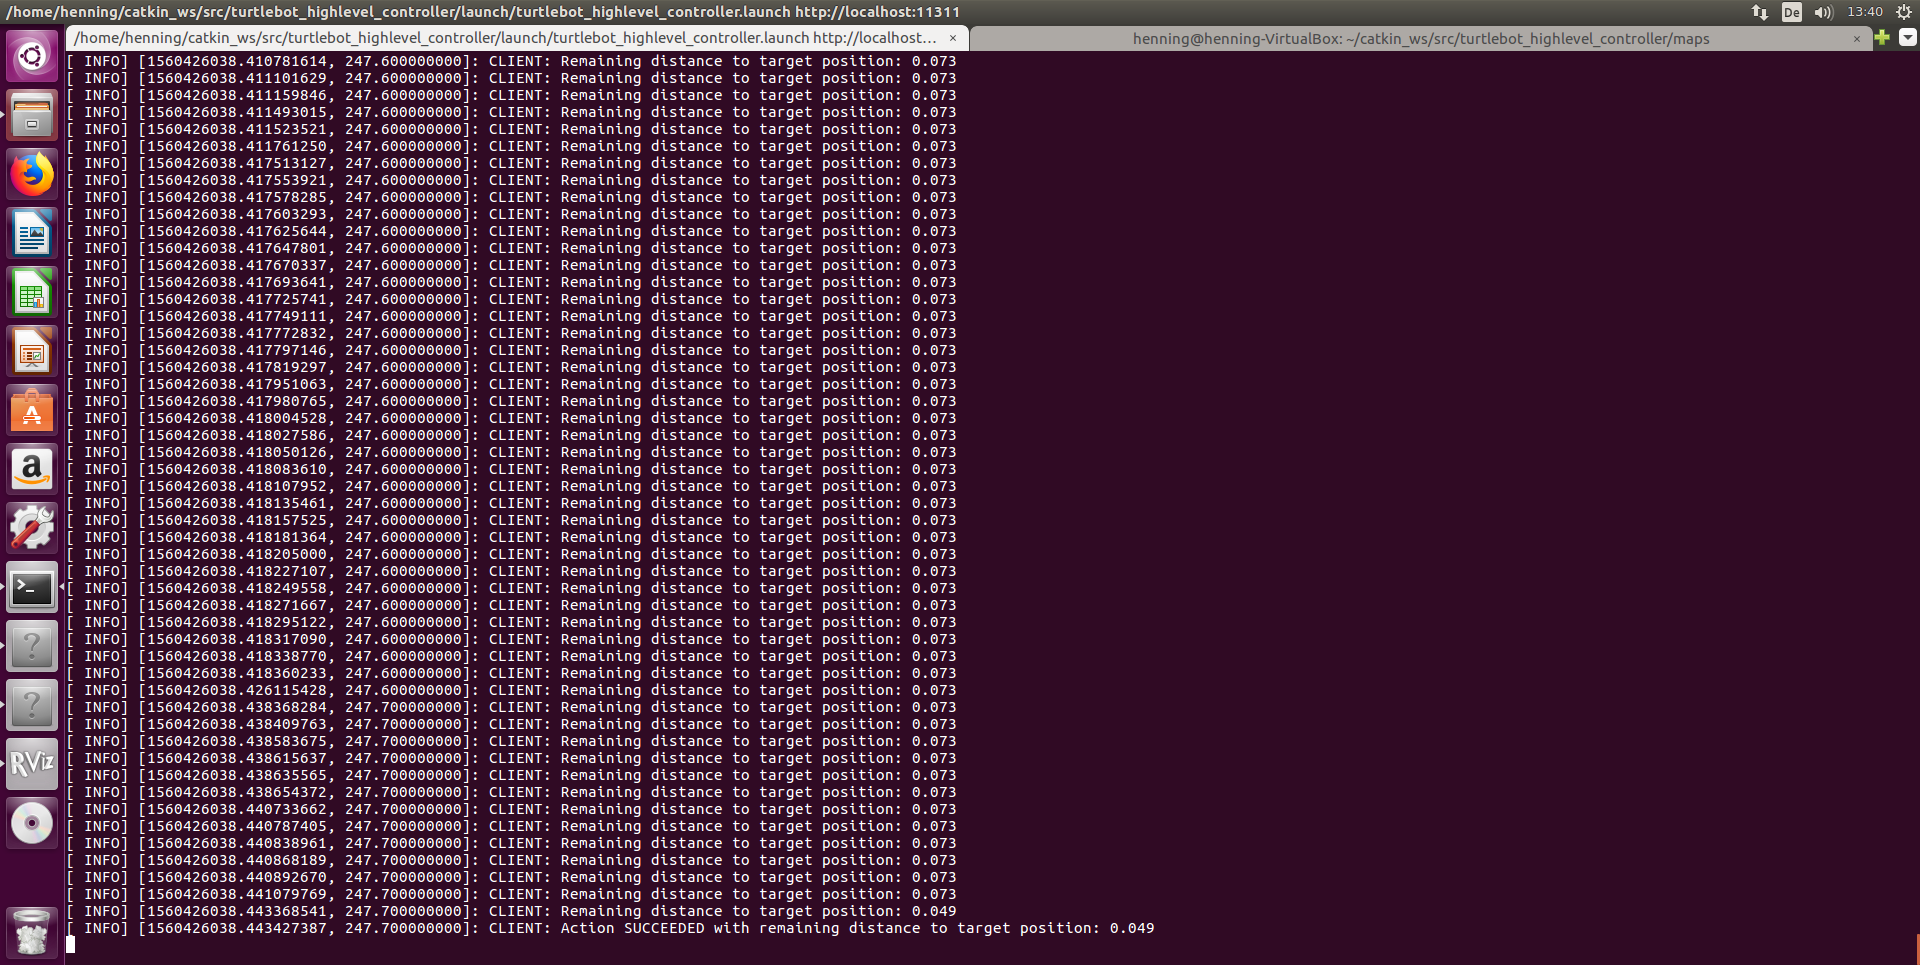 /home/henning/catkin_ws/src/turtlebot_highlevel_controller/launch/turtlebot_highlevel_controller.launch http://localhost:11311
De
13:40
/home/henning/catkin_ws/src/turtlebot_highlevel_controller/launch/turtlebot_highlevel_controller.launch http://localhost... ×
henning@henning-VirtualBox: ~/catkin_ws/src/turtlebot_highlevel_controller/maps ×
[ INFO] [1560426038.410781614, 247.600000000]: CLIENT: Remaining distance to target position: 0.073
[ INFO] [1560426038.411101629, 247.600000000]: CLIENT: Remaining distance to target position: 0.073
[ INFO] [1560426038.411159846, 247.600000000]: CLIENT: Remaining distance to target position: 0.073
[ INFO] [1560426038.411493015, 247.600000000]: CLIENT: Remaining distance to target position: 0.073
[ INFO] [1560426038.411523521, 247.600000000]: CLIENT: Remaining distance to target position: 0.073
[ INFO] [1560426038.411761250, 247.600000000]: CLIENT: Remaining distance to target position: 0.073
[ INFO] [1560426038.417513127, 247.600000000]: CLIENT: Remaining distance to target position: 0.073
[ INFO] [1560426038.417553921, 247.600000000]: CLIENT: Remaining distance to target position: 0.073
[ INFO] [1560426038.417578285, 247.600000000]: CLIENT: Remaining distance to target position: 0.073
[ INFO] [1560426038.417603293, 247.600000000]: CLIENT: Remaining distance to target position: 0.073
[ INFO] [1560426038.417625644, 247.600000000]: CLIENT: Remaining distance to target position: 0.073
[ INFO] [1560426038.417647801, 247.600000000]: CLIENT: Remaining distance to target position: 0.073
[ INFO] [1560426038.417670337, 247.600000000]: CLIENT: Remaining distance to target position: 0.073
[ INFO] [1560426038.417693641, 247.600000000]: CLIENT: Remaining distance to target position: 0.073
[ INFO] [1560426038.417725741, 247.600000000]: CLIENT: Remaining distance to target position: 0.073
[ INFO] [1560426038.417749111, 247.600000000]: CLIENT: Remaining distance to target position: 0.073
[ INFO] [1560426038.417772832, 247.600000000]: CLIENT: Remaining distance to target position: 0.073
[ INFO] [1560426038.417797146, 247.600000000]: CLIENT: Remaining distance to target position: 0.073
[ INFO] [1560426038.417819297, 247.600000000]: CLIENT: Remaining distance to target position: 0.073
[ INFO] [1560426038.417951063, 247.600000000]: CLIENT: Remaining distance to target position: 0.073
[ INFO] [1560426038.417980765, 247.600000000]: CLIENT: Remaining distance to target position: 0.073
[ INFO] [1560426038.418004528, 247.600000000]: CLIENT: Remaining distance to target position: 0.073
[ INFO] [1560426038.418027586, 247.600000000]: CLIENT: Remaining distance to target position: 0.073
[ INFO] [1560426038.418050126, 247.600000000]: CLIENT: Remaining distance to target position: 0.073
[ INFO] [1560426038.418083610, 247.600000000]: CLIENT: Remaining distance to target position: 0.073
[ INFO] [1560426038.418107952, 247.600000000]: CLIENT: Remaining distance to target position: 0.073
[ INFO] [1560426038.418135461, 247.600000000]: CLIENT: Remaining distance to target position: 0.073
[ INFO] [1560426038.418157525, 247.600000000]: CLIENT: Remaining distance to target position: 0.073
[ INFO] [1560426038.418181364, 247.600000000]: CLIENT: Remaining distance to target position: 0.073
[ INFO] [1560426038.418205000, 247.600000000]: CLIENT: Remaining distance to target position: 0.073
[ INFO] [1560426038.418227107, 247.600000000]: CLIENT: Remaining distance to target position: 0.073
[ INFO] [1560426038.418249558, 247.600000000]: CLIENT: Remaining distance to target position: 0.073
[ INFO] [1560426038.418271667, 247.600000000]: CLIENT: Remaining distance to target position: 0.073
[ INFO] [1560426038.418295122, 247.600000000]: CLIENT: Remaining distance to target position: 0.073
[ INFO] [1560426038.418317090, 247.600000000]: CLIENT: Remaining distance to target position: 0.073
[ INFO] [1560426038.418338770, 247.600000000]: CLIENT: Remaining distance to target position: 0.073
[ INFO] [1560426038.418360233, 247.600000000]: CLIENT: Remaining distance to target position: 0.073
[ INFO] [1560426038.426115428, 247.600000000]: CLIENT: Remaining distance to target position: 0.073
[ INFO] [1560426038.438368284, 247.700000000]: CLIENT: Remaining distance to target position: 0.073
[ INFO] [1560426038.438409763, 247.700000000]: CLIENT: Remaining distance to target position: 0.073
[ INFO] [1560426038.438583675, 247.700000000]: CLIENT: Remaining distance to target position: 0.073
[ INFO] [1560426038.438615637, 247.700000000]: CLIENT: Remaining distance to target position: 0.073
[ INFO] [1560426038.438635565, 247.700000000]: CLIENT: Remaining distance to target position: 0.073
[ INFO] [1560426038.438654372, 247.700000000]: CLIENT: Remaining distance to target position: 0.073
[ INFO] [1560426038.440733662, 247.700000000]: CLIENT: Remaining distance to target position: 0.073
[ INFO] [1560426038.440787405, 247.700000000]: CLIENT: Remaining distance to target position: 0.073
[ INFO] [1560426038.440838961, 247.700000000]: CLIENT: Remaining distance to target position: 0.073
[ INFO] [1560426038.440868189, 247.700000000]: CLIENT: Remaining distance to target position: 0.073
[ INFO] [1560426038.440892670, 247.700000000]: CLIENT: Remaining distance to target position: 0.073
[ INFO] [1560426038.441079769, 247.700000000]: CLIENT: Remaining distance to target position: 0.073
[ INFO] [1560426038.443368541, 247.700000000]: CLIENT: Remaining distance to target position: 0.049
[ INFO] [1560426038.443427387, 247.700000000]: CLIENT: Action SUCCEEDED with remaining distance to target position: 0.049
A
a
>_
?
?
RViz